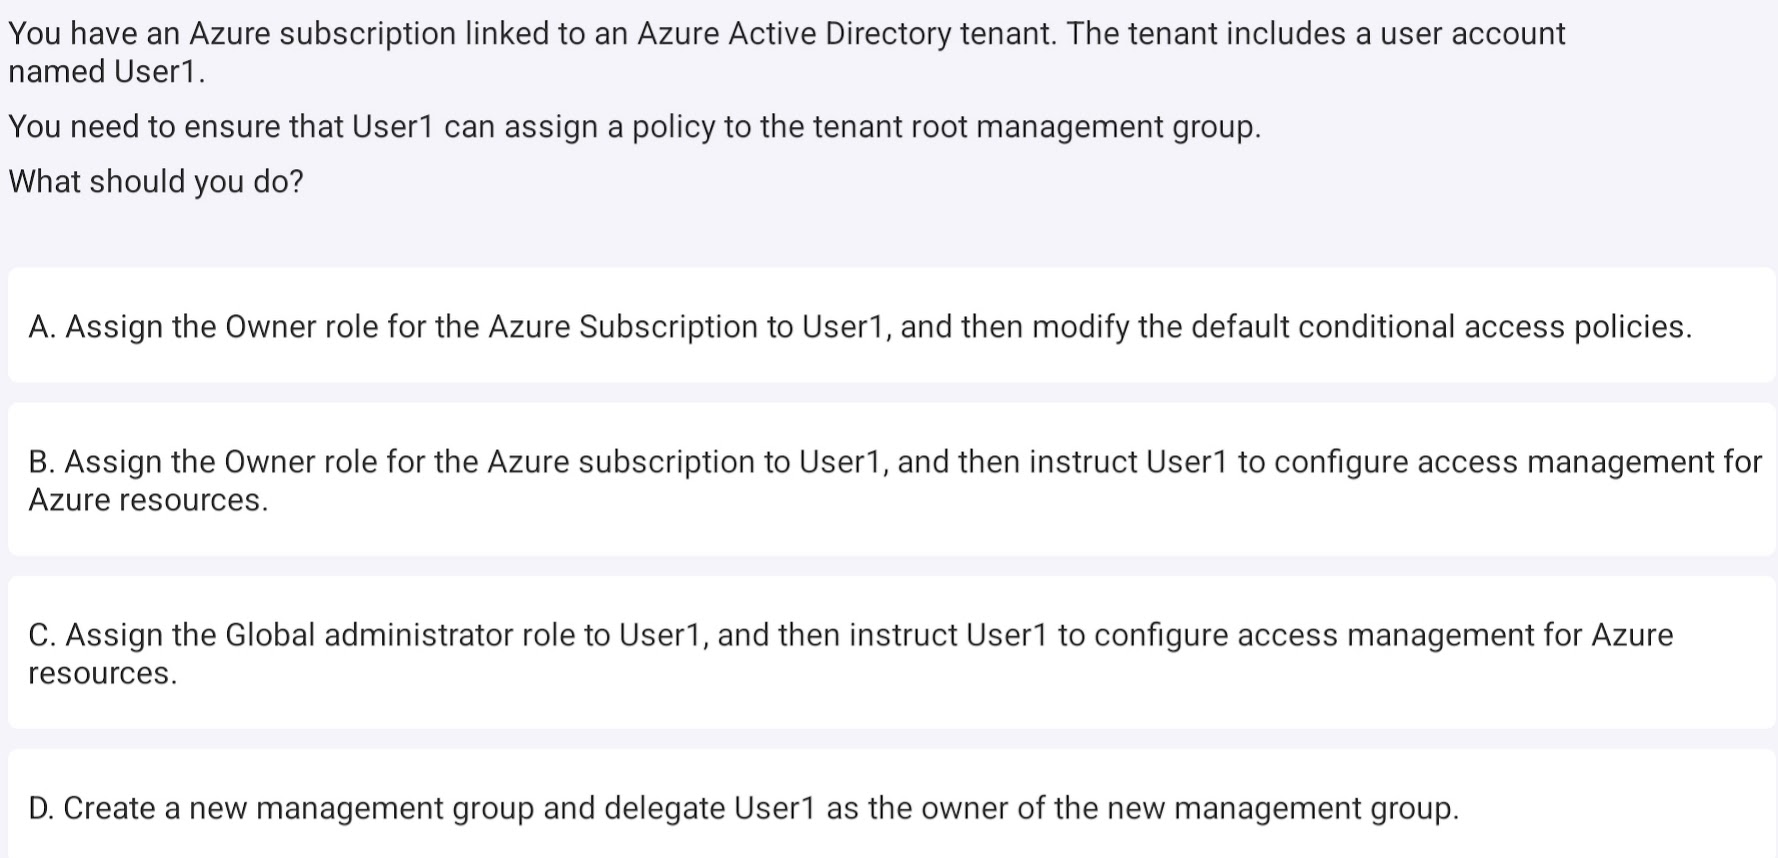 You have an Azure subscription linked to an Azure Active Directory tenant. The tenant includes a user account
named User1.
You need to ensure that User1 can assign a policy to the tenant root management group.
What should you do?
A. Assign the Owner role for the Azure Subscription to User1, and then modify the default conditional access policies.
B. Assign the Owner role for the Azure subscription to User1, and then instruct User1 to configure access management for
Azure resources.
C. Assign the Global administrator role to User1, and then instruct User1 to configure access management for Azure
resources.
D. Create a new management group and delegate User1 as the owner of the new management group.